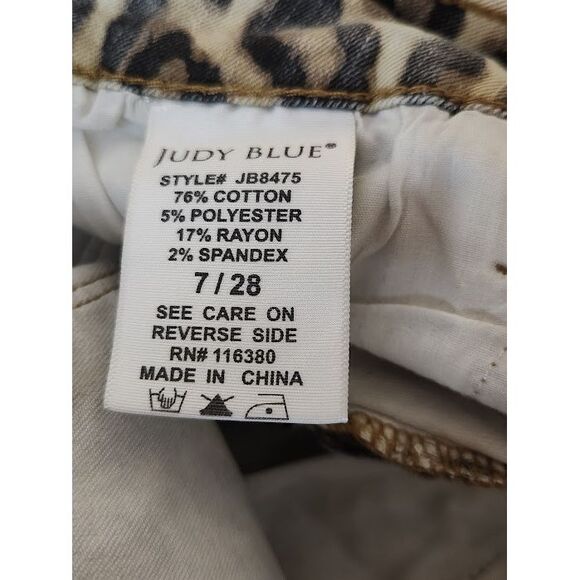 JUDY BLUE®
STYLE# JB8475
76% COTTON
5% POLYESTER
17% RAYON
2% SPANDEX
7 / 28
SEE CARE ON
REVERSE SIDE
RN# 116380
MADE IN CHINA